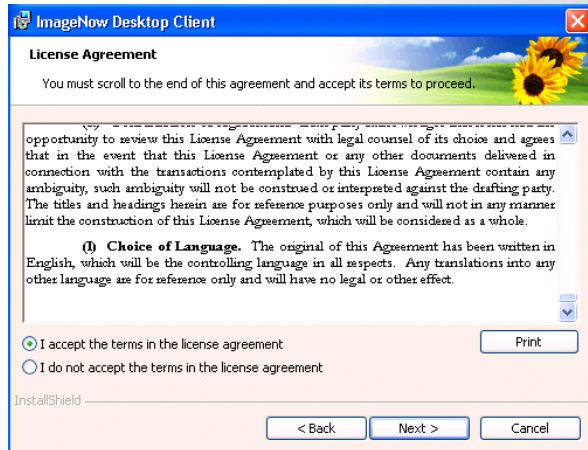 ImageNow Desktop Client
License Agreement
You must scroll to the end of this agreement and accept its terms to proceed.
opportunity to review this License Agreement with legal counsel of its choice and agrees
that in the event that this License Agreement or any other documents delivered in
connection with the transactions contemplated by this License Agreement contain any
ambiguity, such ambiguity will not be construed or interpreted against the drafting party.
The titles and headings herein are for reference purposes only and will not in any manner
limit the construction of this License Agreement, which will be considered as a whole.
(I) Choice of Language. The original of this Agreement has been written in
English, which will be the controlling language in all respects. Any translations into any
other language are for reference only and will have no legal or other effect.
I accept the terms in the license agreement
Print
I do not accept the terms in the license agreement
InstallShield
< Back
Next >
Cancel